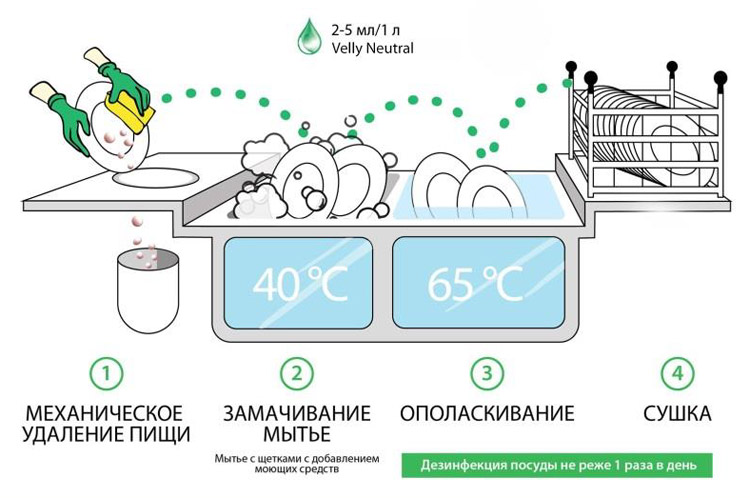 2-5 мл/1 л
Velly Neutral
40 °C
65 °C
1
2
3
4
МЕХАНИЧЕСКОЕ
УДАЛЕНИЕ ПИЩИ
ЗАМАЧИВАНИЕ
МЫТЬЕ
Мытье с щетками с добавлением
моющих средств
ОПОЛАСКИВАНИЕ
СУШКА
Дезинфекция посуды не реже 1 раза в день